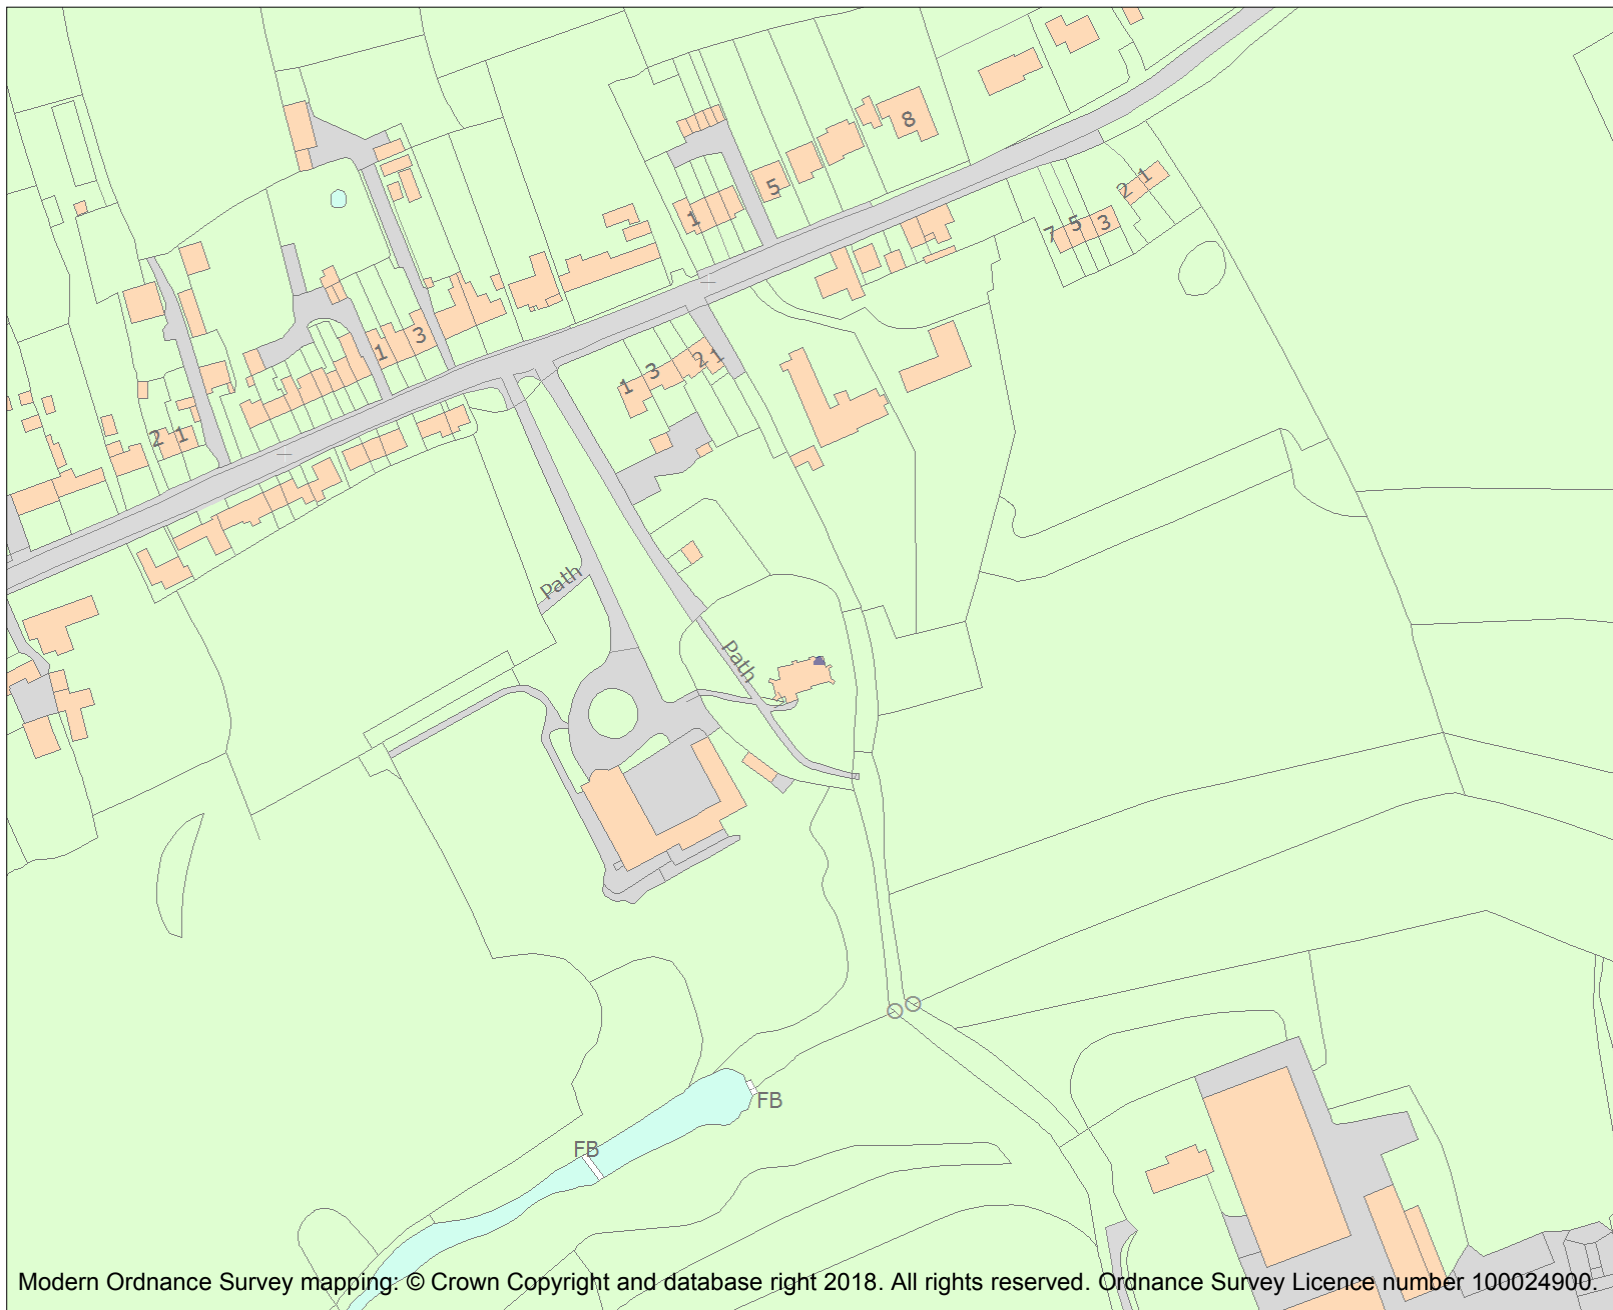 8
5
1
2 1
7 5 3
1 3
1 3 2 1
2 1
Path
Path
FB
FB
Modern Ordnance Survey mapping: © Crown Copyright and database right 2018. All rights reserved. Ordnance Survey Licence number 100024900.